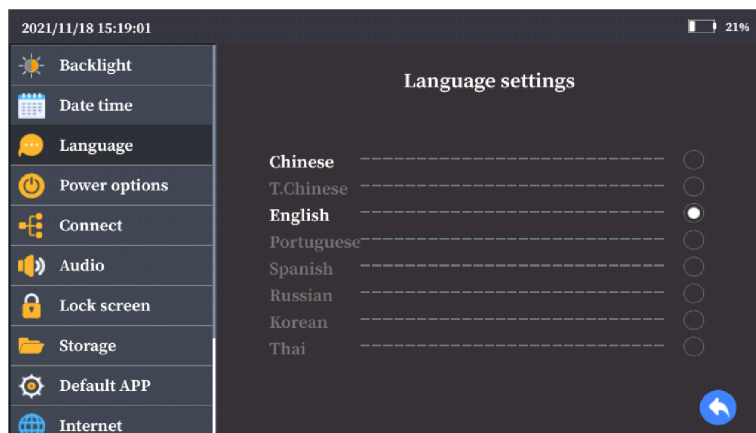 2021/11/18 15:19:01
21%
Backlight
Date time
Language
Power options
Connect
Audio
Lock screen
Storage
Default APP
Internet
Language settings
Chinese
T.Chinese
English
Portuguese
Spanish
Russian
Korean
Thai